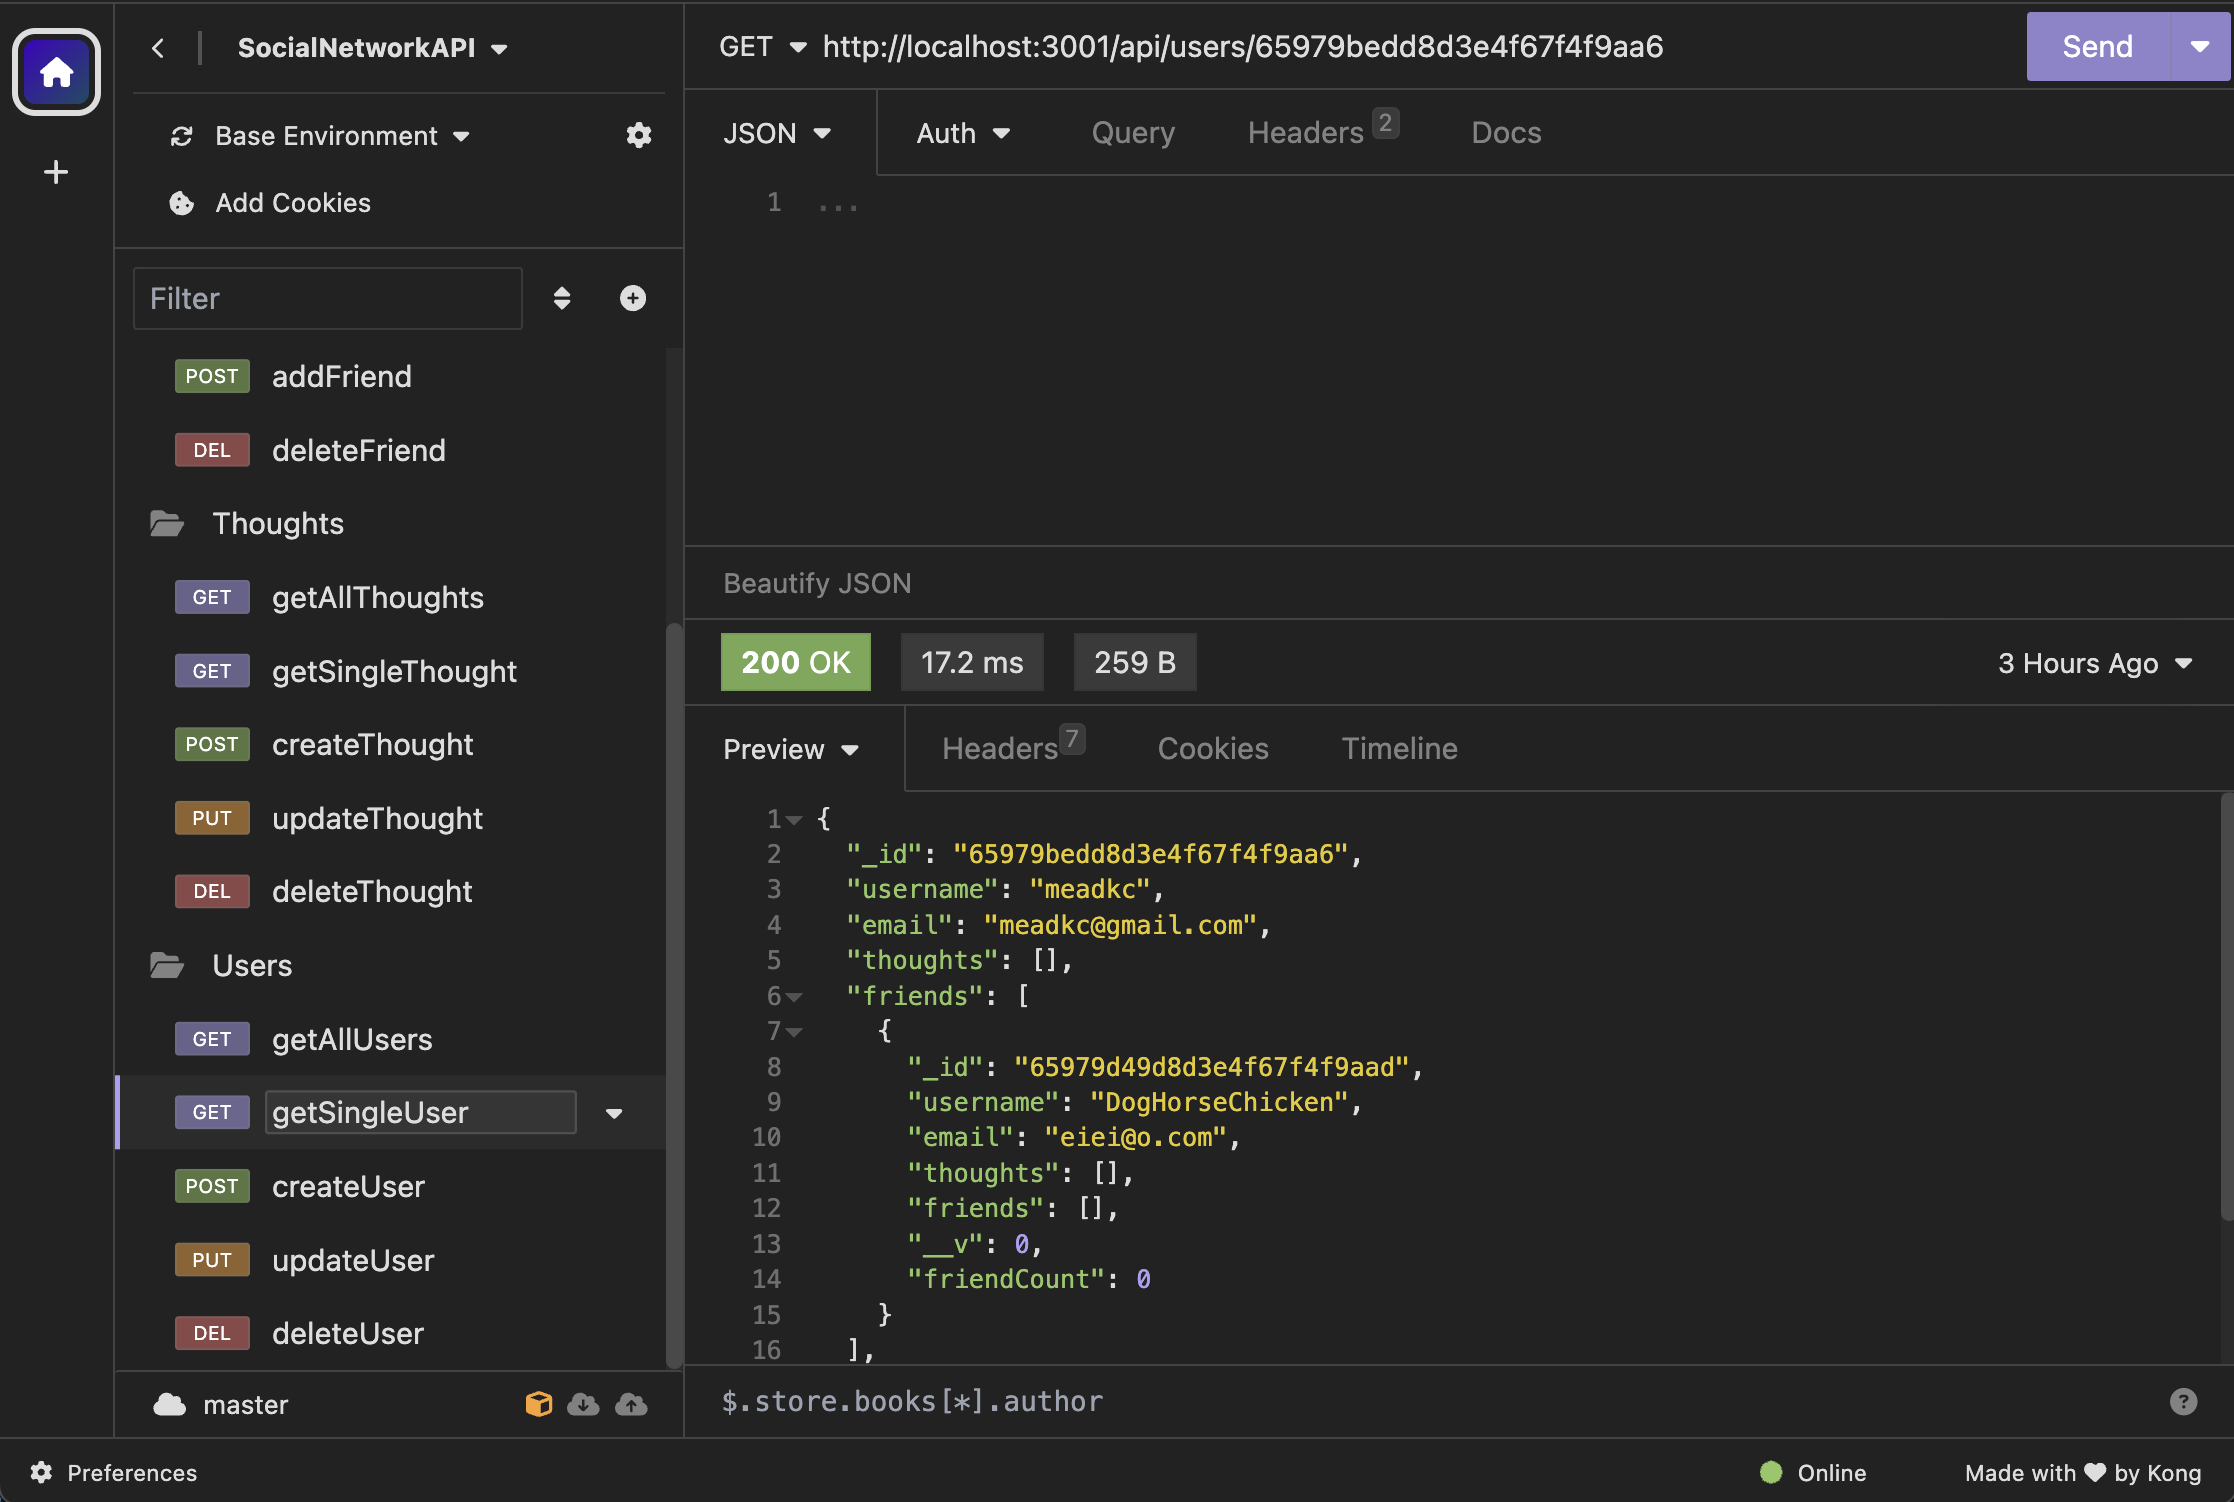 SocialNetworkAPI
Base Environment
Add Cookies
Filter
POST addFriend
DEL deleteFriend
Thoughts
GET getAllThoughts
GET getSingleThought
POST createThought
PUT updateThought
DEL deleteThought
Users
GET getAllUsers
GET getSingleUser
POST createUser
PUT updateUser
DEL deleteUser
master
GET http://localhost:3001/api/users/65979bedd8d3e4f67f4f9aa6 Send
JSON Auth Query Headers 2 Docs
1 ...
Beautify JSON
200 OK 17.2 ms 259 B 3 Hours Ago
Preview Headers 7 Cookies Timeline
1 {
2 "_id": "65979bedd8d3e4f67f4f9aa6",
3 "username": "meadkc",
4 "email": "meadkc@gmail.com",
5 "thoughts": [],
6 "friends": [
7 {
8 "_id": "65979d49d8d3e4f67f4f9aad",
9 "username": "DogHorseChicken",
10 "email": "eiei@o.com",
11 "thoughts": [],
12 "friends": [],
13 "__v": 0,
14 "friendCount": 0
15 }
16 ],
$.store.books[*].author
Preferences
Online
Made with ♥ by Kong